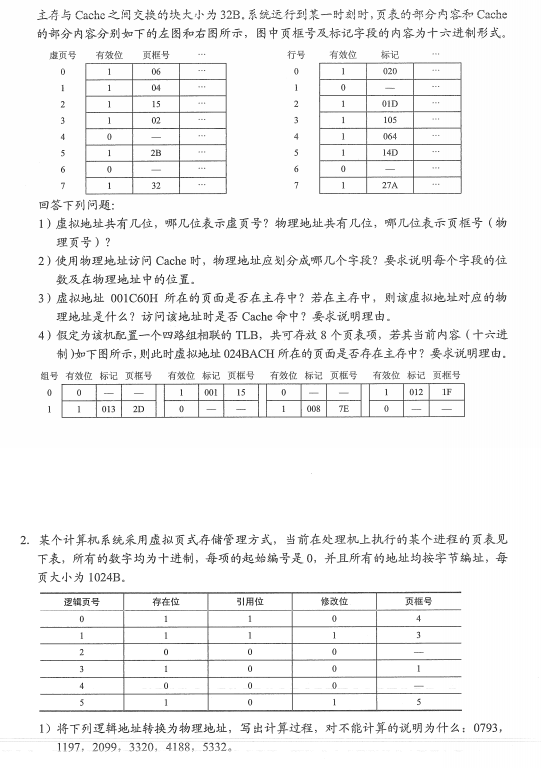 主存与 Cache 之间交换的块大小为 32B。系统运行到某一时刻时，页表的部分内容和 Cache
的部分内容分别如下的左图和右图所示，图中页框号及标记字段的内容为十六进制形式。
虚页号 有效位 页框号 … 行号 有效位 标记 …
0 1 06 … 0 1 020 …
1 1 04 … 1 0 — …
2 1 15 … 2 1 01D …
3 1 02 … 3 1 105 …
4 0 — … 4 1 064 …
5 1 2B … 5 1 14D …
6 0 — … 6 0 — …
7 1 32 … 7 1 27A …
回答下列问题：
1）虚拟地址共有几位，哪几位表示虚页号？物理地址共有几位，哪几位表示页框号（物
理页号）？
2）使用物理地址访问 Cache 时，物理地址应划分成哪几个字段？要求说明每个字段的位
数及在物理地址中的位置。
3）虚拟地址 001C60H 所在的页面是否在主存中？若在主存中，则该虚拟地址对应的物
理地址是什么？访问该地址时是否 Cache 命中？要求说明理由。
4）假定为该机配置一个四路组相联的 TLB，共可存放 8 个页表项，若其当前内容（十六进
制）如下图所示，则此时虚拟地址 024BACH 所在的页面是否存在主存中？要求说明理由。
组号 有效位 标记 页框号 有效位 标记 页框号 有效位 标记 页框号 有效位 标记 页框号
0 0 — — 1 001 15 0 — — 1 012 1F
1 1 013 2D 0 — — 1 008 7E 0 — —
2. 某个计算机系统采用虚拟页式存储管理方式，当前在处理机上执行的某个进程的页表见
下表，所有的数字均为十进制，每项的起始编号是 0，并且所有的地址均按字节编址，每
页大小为 1024B。
逻辑页号 存在位 引用位 修改位 页框号
0 1 1 0 4
1 1 1 1 3
2 0 0 0 —
3 1 0 0 1
4 0 0 0 —
5 1 0 1 5
1）将下列逻辑地址转换为物理地址，写出计算过程，对不能计算的说明为什么：0793，
1197，2099，3320，4188，5332。